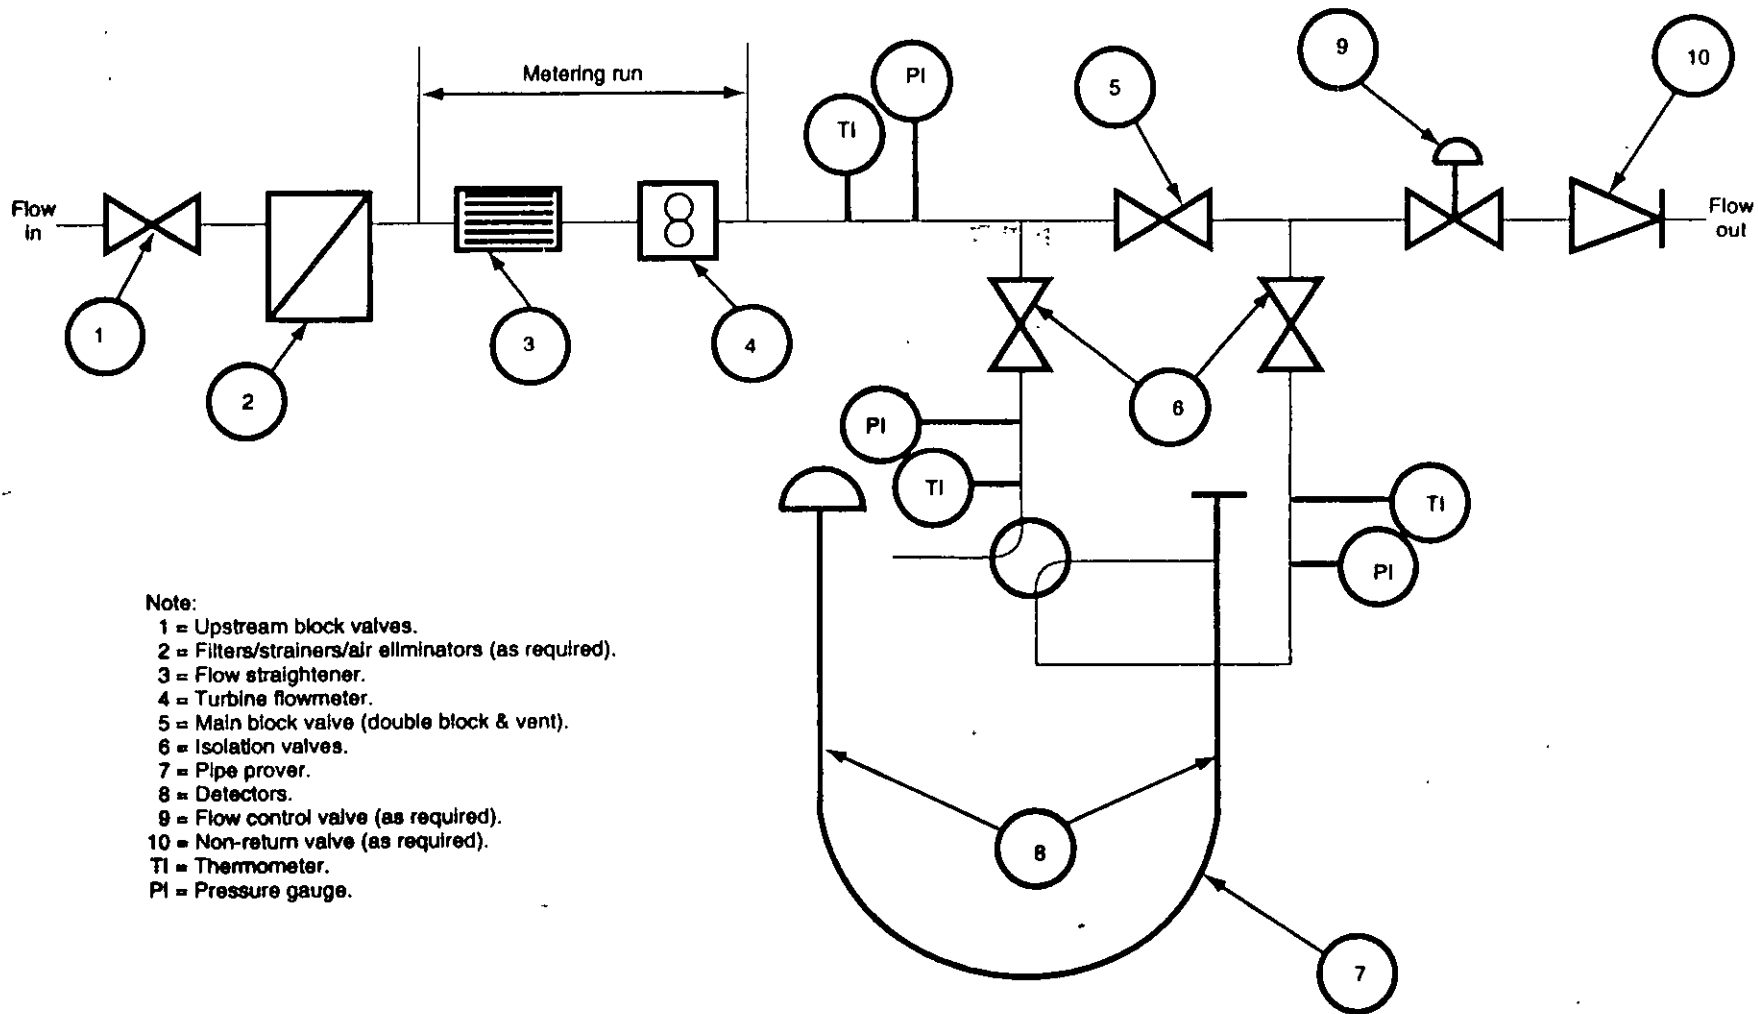 Metering run
PI
TI
5
9
10
Flow
in
Flow
out
1
2
3
4
6
PI
TI
TI
PI
8
7
Note:
1 = Upstream block valves.
2 = Filters/strainers/air eliminators (as required).
3 = Flow straightener.
4 = Turbine flowmeter.
5 = Main block valve (double block & vent).
6 = Isolation valves.
7 = Pipe prover.
8 = Detectors.
9 = Flow control valve (as required).
10 = Non-return valve (as required).
TI = Thermometer.
PI = Pressure gauge.